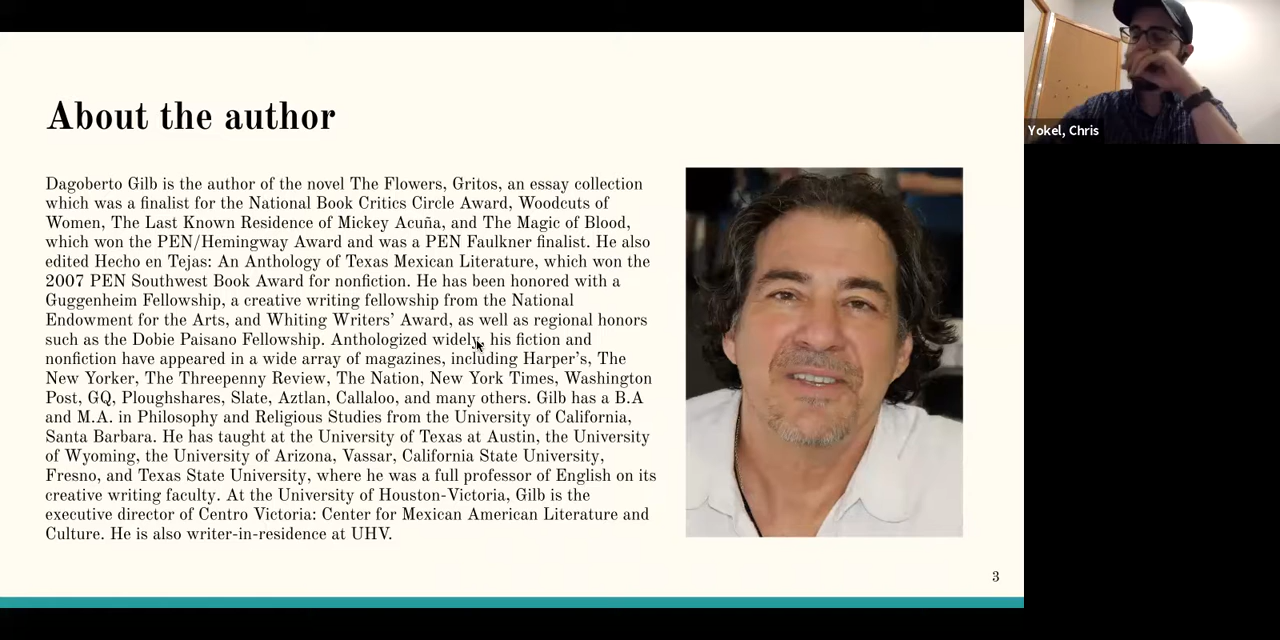 About the author
Dagoberto Gilb is the author of the novel The Flowers, Gritos, an essay collection
which was a finalist for the National Book Critics Circle Award, Woodcuts of
Women, The Last Known Residence of Mickey Acuña, and The Magic of Blood,
which won the PEN/Hemingway Award and was a PEN Faulkner finalist. He also
edited Hecho en Tejas: An Anthology of Texas Mexican Literature, which won the
2007 PEN Southwest Book Award for nonfiction. He has been honored with a
Guggenheim Fellowship, a creative writing fellowship from the National
Endowment for the Arts, and Whiting Writers’ Award, as well as regional honors
such as the Dobie Paisano Fellowship. Anthologized widely, his fiction and
nonfiction have appeared in a wide array of magazines, including Harper’s, The
New Yorker, The Threepenny Review, The Nation, New York Times, Washington
Post, GQ, Ploughshares, Slate, Aztlan, Callaloo, and many others. Gilb has a B.A
and M.A. in Philosophy and Religious Studies from the University of California,
Santa Barbara. He has taught at the University of Texas at Austin, the University
of Wyoming, the University of Arizona, Vassar, California State University,
Fresno, and Texas State University, where he was a full professor of English on its
creative writing faculty. At the University of Houston-Victoria, Gilb is the
executive director of Centro Victoria: Center for Mexican American Literature and
Culture. He is also writer-in-residence at UHV.
3
Yokel, Chris